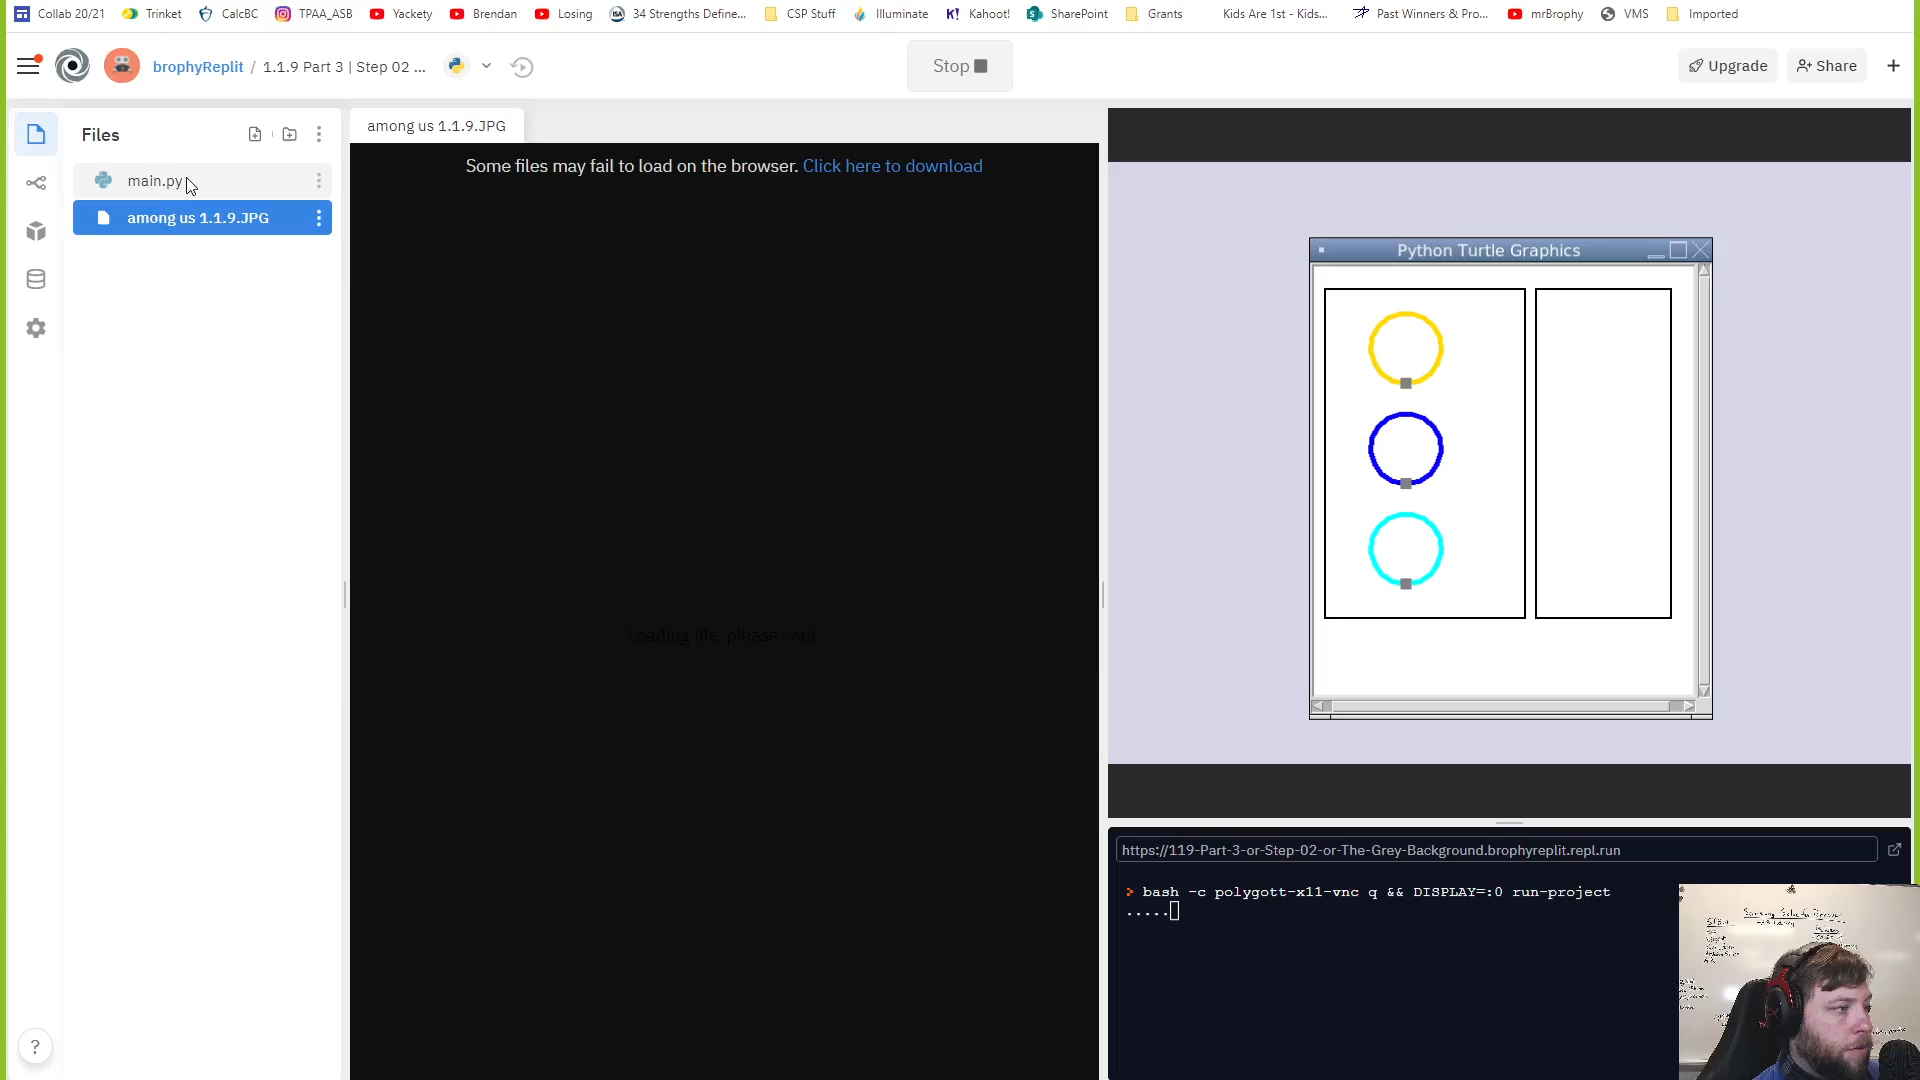 Collab 20/21 Trinket CalcBC TPAA_ASB Yackety Brendan Losing 34 Strengths Define... CSP Stuff Illuminate Kahoot! SharePoint Grants Kids Are 1st - Kids... Past Winners & Pro... mrBrophy VMS Imported
brophyReplit / 1.1.9 Part 3 | Step 02 ...
Stop
Upgrade
Share
Files
main.py
among us 1.1.9.JPG
among us 1.1.9.JPG
Some files may fail to load on the browser. Click here to download
Loading file, please wait.
Python Turtle Graphics
https://119-Part-3-or-Step-02-or-The-Grey-Background.brophyreplit.repl.run
> bash -c polygott-x11-vnc q && DISPLAY=:0 run-project
.....
?